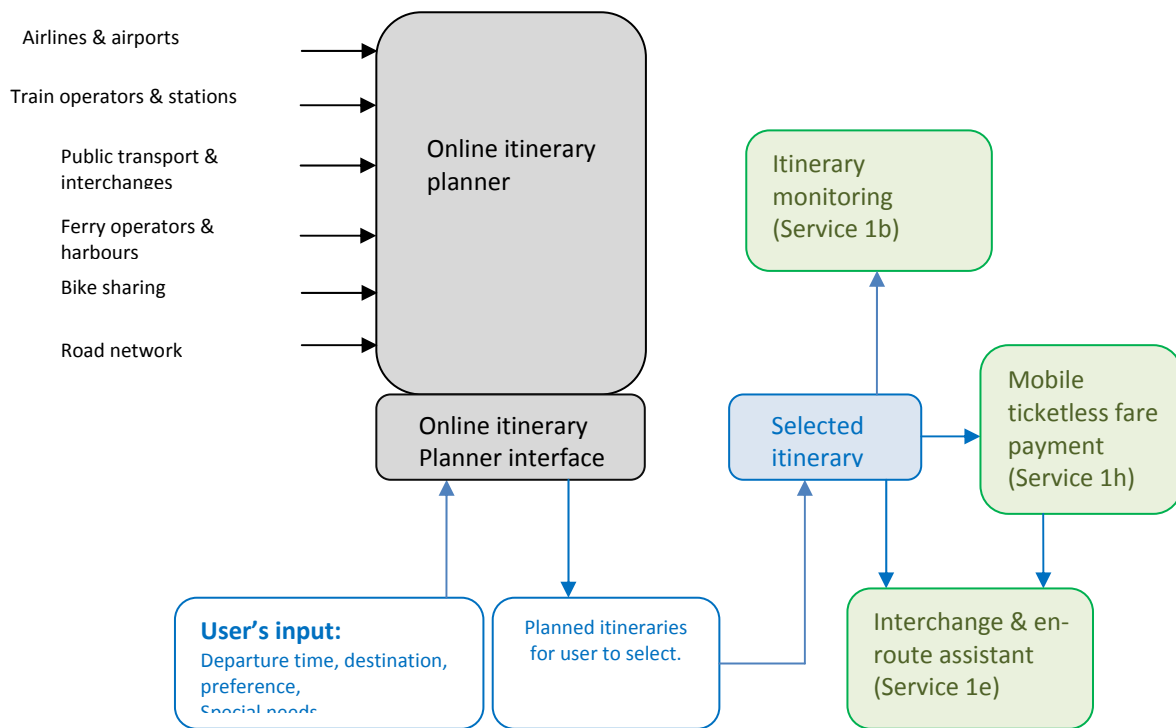 Airlines & airports
Train operators & stations
Public transport &
interchanges
Ferry operators &
harbours
Bike sharing
Road network
Online itinerary
planner
Online itinerary
Planner interface
User's input:
Departure time, destination,
preference,
Special needs
Planned itineraries
for user to select.
Selected
itinerary
Itinerary
monitoring
(Service 1b)
Mobile
ticketless fare
payment
(Service 1h)
Interchange & en-
route assistant
(Service 1e)